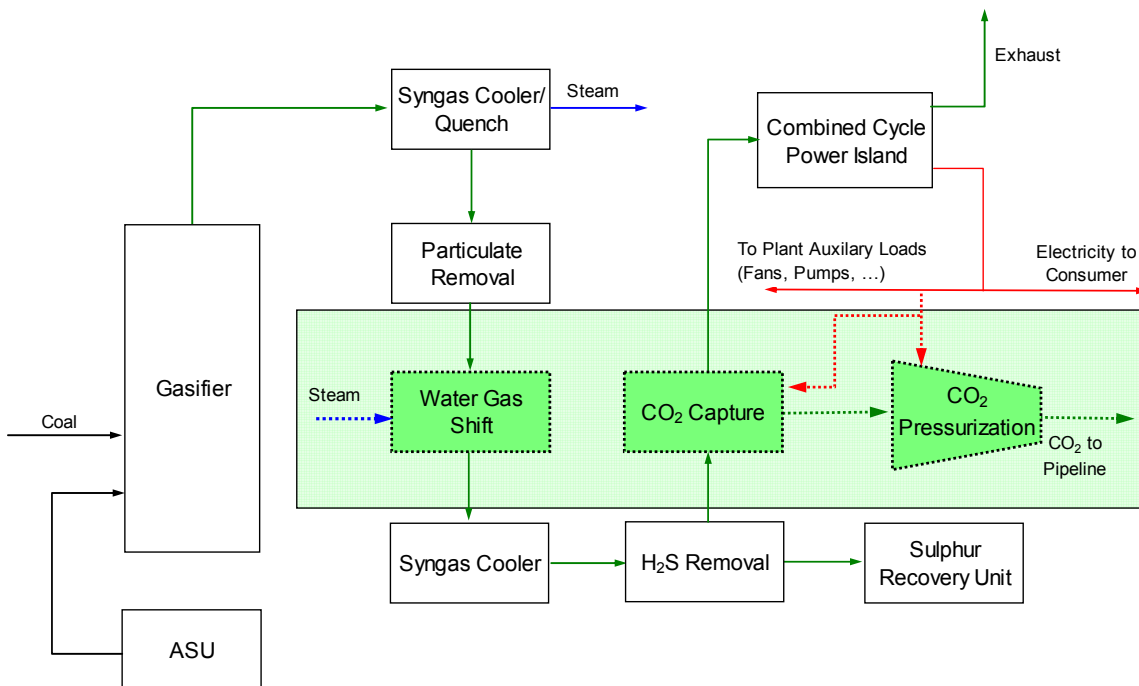 Exhaust
Syngas Cooler/
Quench
Steam
Combined Cycle
Power Island
Particulate
Removal
To Plant Auxilary Loads
(Fans, Pumps, …)
Electricity to
Consumer
Gasifier
Coal
Steam
Water Gas
Shift
CO₂ Capture
CO₂
Pressurization
CO₂ to
Pipeline
Syngas Cooler
H₂S Removal
Sulphur
Recovery Unit
ASU